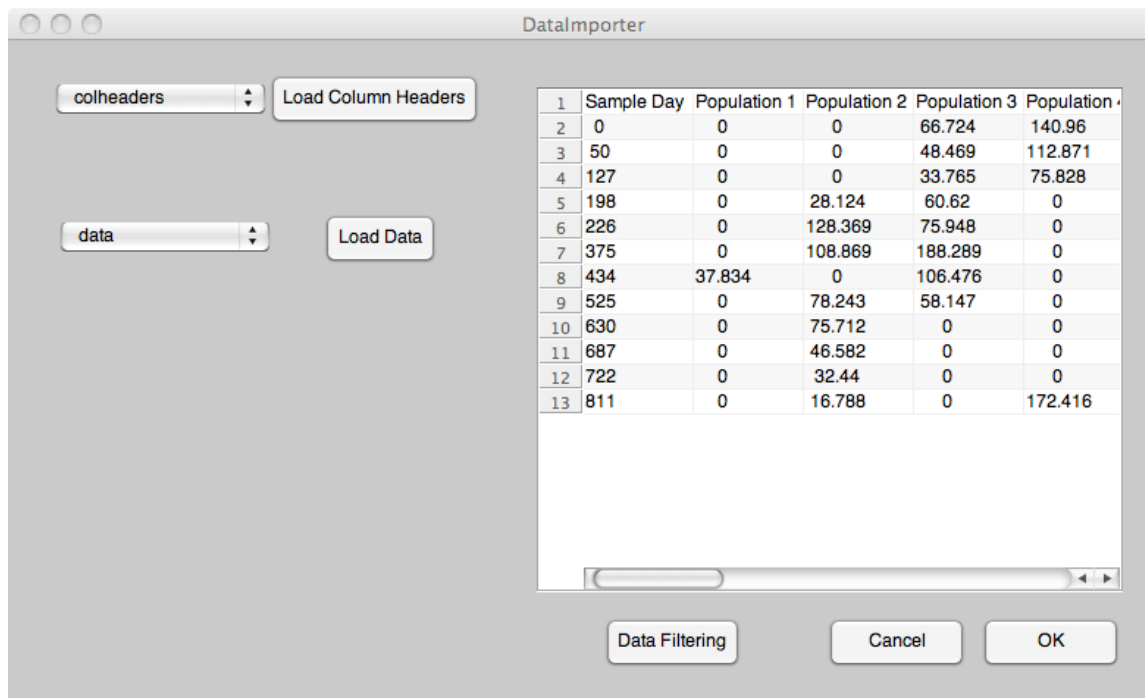 DataImporter
colheaders Load Column Headers
data Load Data
1 Sample Day Population 1 Population 2 Population 3 Population
2 0 0 0 66.724 140.96
3 50 0 0 48.469 112.871
4 127 0 0 33.765 75.828
5 198 0 28.124 60.62 0
6 226 0 128.369 75.948 0
7 375 0 108.869 188.289 0
8 434 37.834 0 106.476 0
9 525 0 78.243 58.147 0
10 630 0 75.712 0 0
11 687 0 46.582 0 0
12 722 0 32.44 0 0
13 811 0 16.788 0 172.416
Data Filtering Cancel OK